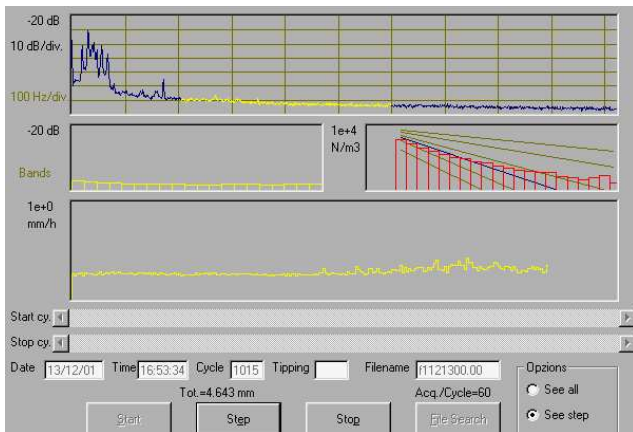 -20 dB
10 dB/div.
100 Hz/div
-20 dB
Bands
1e+4
N/m3
1e+0
mm/h
Start cy.
Stop cy.
Date 13/12/01 Time 16:53:34 Cycle 1015 Tipping Filename f1121300.00
Tot.=4.643 mm Acq./Cycle=60
Opzions
See all
See step
Start Step Stop File Search